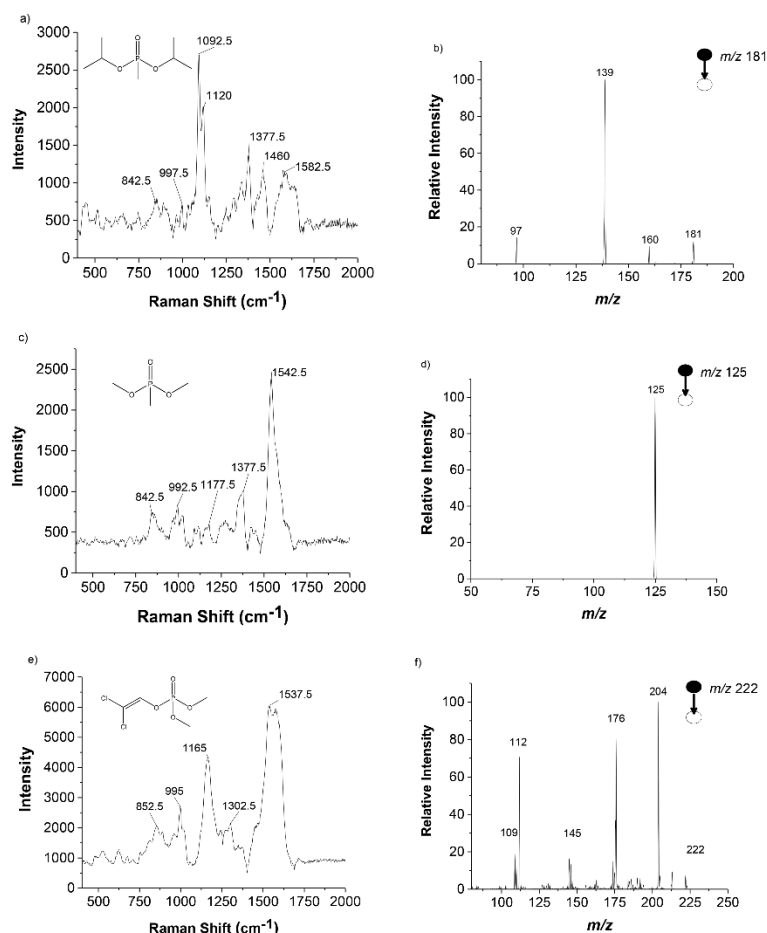 a)
3000
2500
2000
1500
1000
500
0
Intensity
O
O P O
1092.5
1120
1377.5
1460
1582.5
997.5
842.5
500 750 1000 1250 1500 1750 2000
Raman Shift (cm-1)
b)
m/z 181
100
80
60
40
20
0
Relative Intensity
139
97
160
181
100 125 150 175 200
m/z
c)
2500
2000
1500
1000
500
0
Intensity
O
O P O
1542.5
1377.5
1177.5
992.5
842.5
500 750 1000 1250 1500 1750 2000
Raman Shift (cm-1)
d)
m/z 125
100
80
60
40
20
0
Relative Intensity
125
50 75 100 125 150
m/z
e)
7000
6000
5000
4000
3000
2000
1000
0
Intensity
O
Cl O O
Cl O
1537.5
1165
995
852.5
1302.5
500 750 1000 1250 1500 1750 2000
Raman Shift (cm-1)
f)
m/z 222
100
80
60
40
20
0
Relative Intensity
204
176
112
109
145
222
100 125 150 175 200 225 250
m/z